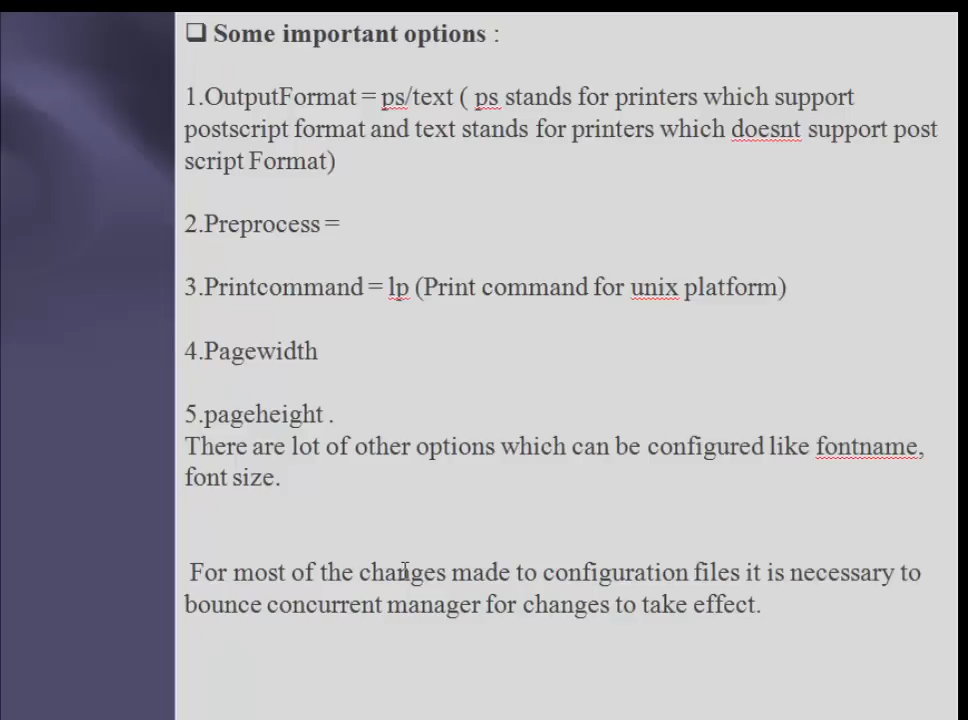 ❑ Some important options :
1.OutputFormat = ps/text ( ps stands for printers which support
postscript format and text stands for printers which doesnt support post
script Format)
2.Preprocess =
3.Printcommand = lp (Print command for unix platform)
4.Pagewidth
5.pageheight .
There are lot of other options which can be configured like fontname,
font size.
For most of the changes made to configuration files it is necessary to
bounce concurrent manager for changes to take effect.